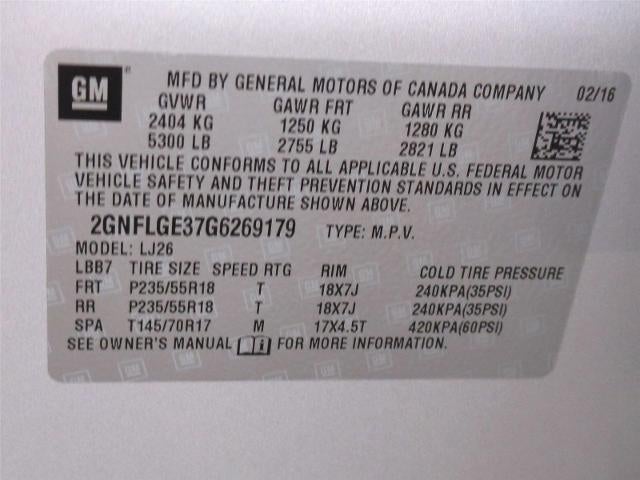 GM ® MFD BY GENERAL MOTORS OF CANADA COMPANY 02/16
GVWR GAWR FRT GAWR RR
2404 KG 1250 KG 1280 KG
5300 LB 2755 LB 2821 LB
THIS VEHICLE CONFORMS TO ALL APPLICABLE U.S. FEDERAL MOTOR
VEHICLE SAFETY AND THEFT PREVENTION STANDARDS IN EFFECT ON
THE DATE OF MANUFACTURE SHOWN ABOVE.
2GNFLGE37G6269179 TYPE: M.P.V.
MODEL: LJ26
LBB7 TIRE SIZE SPEED RTG RIM COLD TIRE PRESSURE
FRT P235/55R18 T 18X7J 240KPA(35PSI)
RR P235/55R18 T 18X7J 240KPA(35PSI)
SPA T145/70R17 M 17X4.5T 420KPA(60PSI)
SEE OWNER'S MANUAL i FOR MORE INFORMATION.